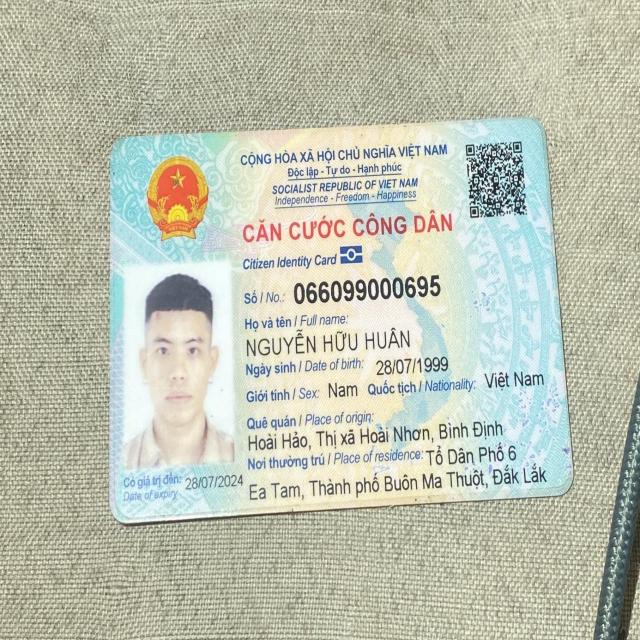 CỘNG HÒA XÃ HỘI CHỦ NGHĨA VIỆT NAM
Độc lập - Tự do - Hạnh phúc
SOCIALIST REPUBLIC OF VIET NAM
Independence - Freedom - Happiness
CĂN CƯỚC CÔNG DÂN
Citizen Identity Card
Số / No.: 066099000695
Họ và tên / Full name:
NGUYỄN HỮU HUÂN
Ngày sinh / Date of birth: 28/07/1999
Giới tính / Sex: Nam Quốc tịch / Nationality: Việt Nam
Quê quán / Place of origin:
Hoài Hảo, Thị xã Hoài Nhơn, Bình Định
Nơi thường trú / Place of residence: Tổ Dân Phố 6
Ea Tam, Thành phố Buôn Ma Thuột, Đắk Lắk
Có giá trị đến: 28/07/2024
Date of expiry